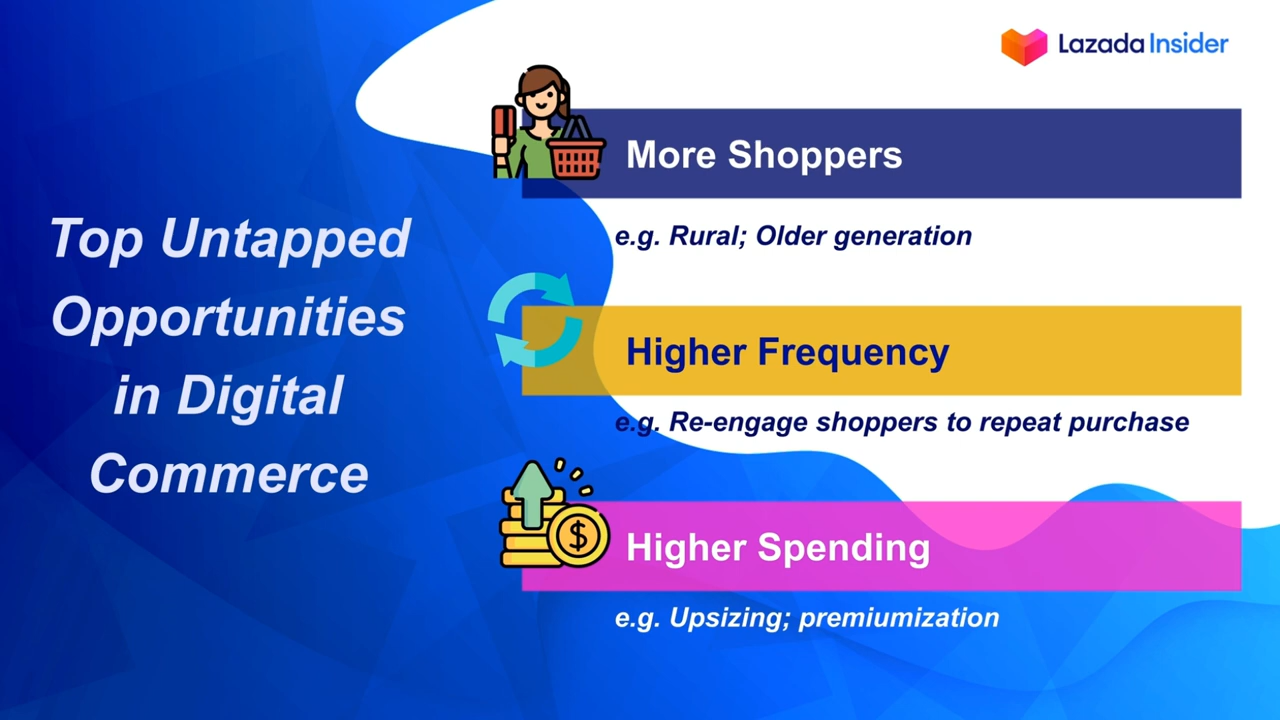 Lazada Insider
Top Untapped
Opportunities
in Digital
Commerce
More Shoppers
e.g. Rural; Older generation
Higher Frequency
e.g. Re-engage shoppers to repeat purchase
$
Higher Spending
e.g. Upsizing; premiumization